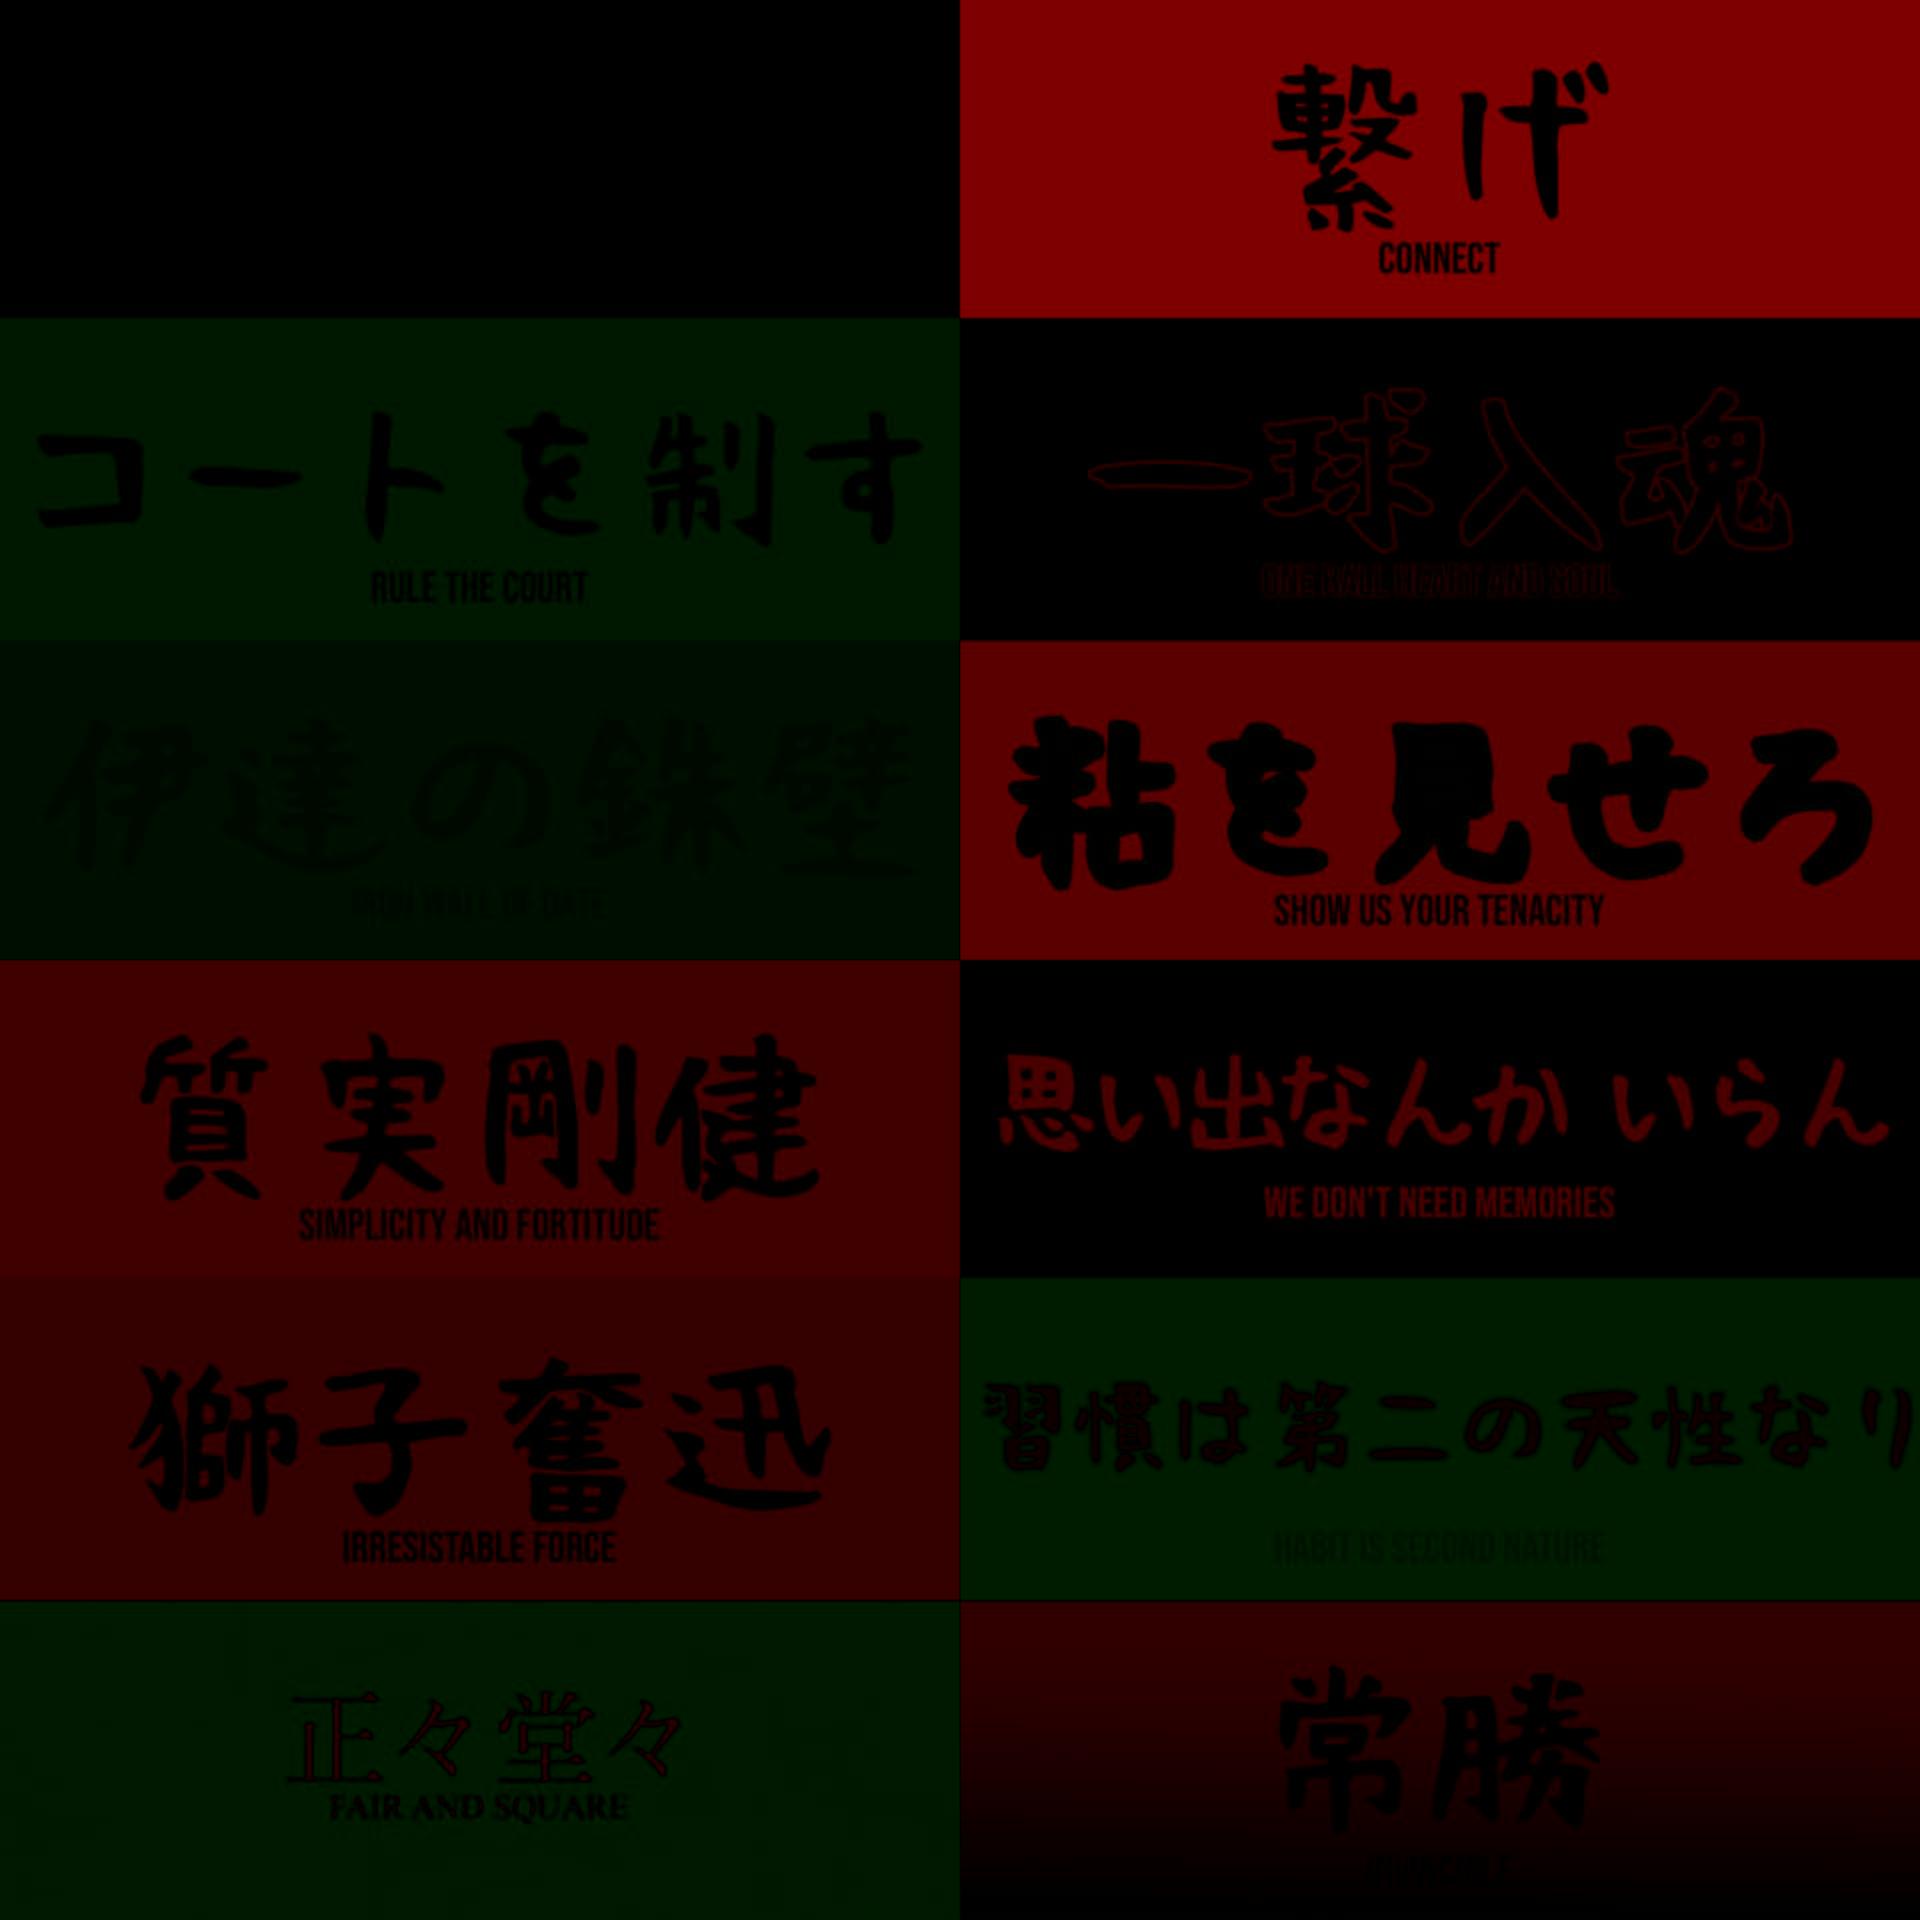 繋げ
CONNECT
コートを制す
RULE THE COURT
一球入魂
ONE BALL HEART AND SOUL
伊達の鉄壁
IRON WALL OF DATE
粘を見せろ
SHOW US YOUR TENACITY
質実剛健
SIMPLICITY AND FORTITUDE
思い出なんか いらん
WE DON'T NEED MEMORIES
獅子奮迅
IRRESISTABLE FORCE
習慣は第二の天性なり
HABIT IS SECOND NATURE
正々堂々
FAIR AND SQUARE
常勝